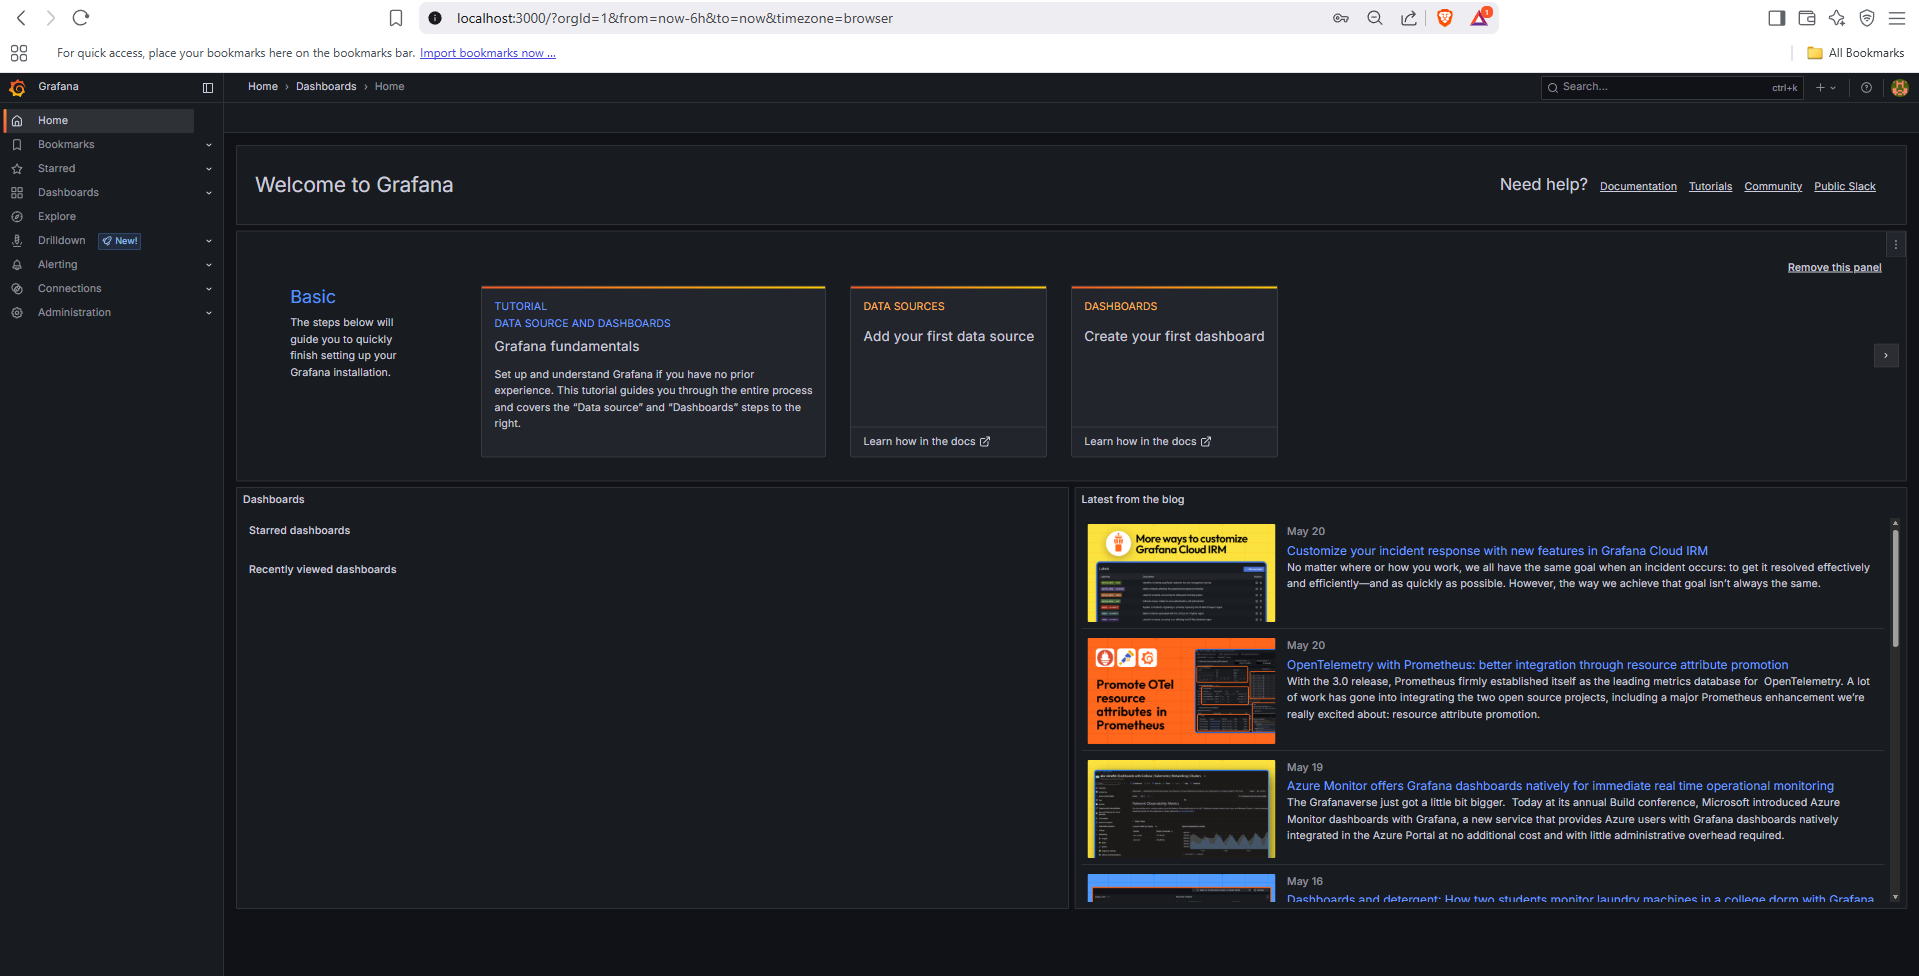 localhost:3000/?orgId=1&from=now-6h&to=now&timezone=browser
1
For quick access, place your bookmarks here on the bookmarks bar. Import bookmarks now ...
All Bookmarks
Grafana
Home › Dashboards › Home
Search...
ctrl+k
Home
Bookmarks
Starred
Dashboards
Explore
Drilldown New!
Alerting
Connections
Administration
Welcome to Grafana
Need help? Documentation Tutorials Community Public Slack
Remove this panel
Basic
The steps below will
guide you to quickly
finish setting up your
Grafana installation.
TUTORIAL
DATA SOURCE AND DASHBOARDS
Grafana fundamentals
Set up and understand Grafana if you have no prior
experience. This tutorial guides you through the entire process
and covers the “Data source” and “Dashboards” steps to the
right.
DATA SOURCES
Add your first data source
Learn how in the docs
DASHBOARDS
Create your first dashboard
Learn how in the docs
Dashboards
Starred dashboards
Recently viewed dashboards
Latest from the blog
More ways to customize
Grafana Cloud IRM
May 20
Customize your incident response with new features in Grafana Cloud IRM
No matter where or how you work, we all have the same goal when an incident occurs: to get it resolved effectively
and efficiently—and as quickly as possible. However, the way we achieve that goal isn’t always the same.
Promote OTel
resource
attributes in
Prometheus
May 20
OpenTelemetry with Prometheus: better integration through resource attribute promotion
With the 3.0 release, Prometheus firmly established itself as the leading metrics database for OpenTelemetry. A lot
of work has gone into integrating the two open source projects, including a major Prometheus enhancement we’re
really excited about: resource attribute promotion.
May 19
Azure Monitor offers Grafana dashboards natively for immediate real time operational monitoring
The Grafanaverse just got a little bit bigger. Today at its annual Build conference, Microsoft introduced Azure
Monitor dashboards with Grafana, a new service that provides Azure users with Grafana dashboards natively
integrated in the Azure Portal at no additional cost and with little administrative overhead required.
May 16
Dashboards and detergent: How two students monitor laundry machines in a college dorm with Grafana